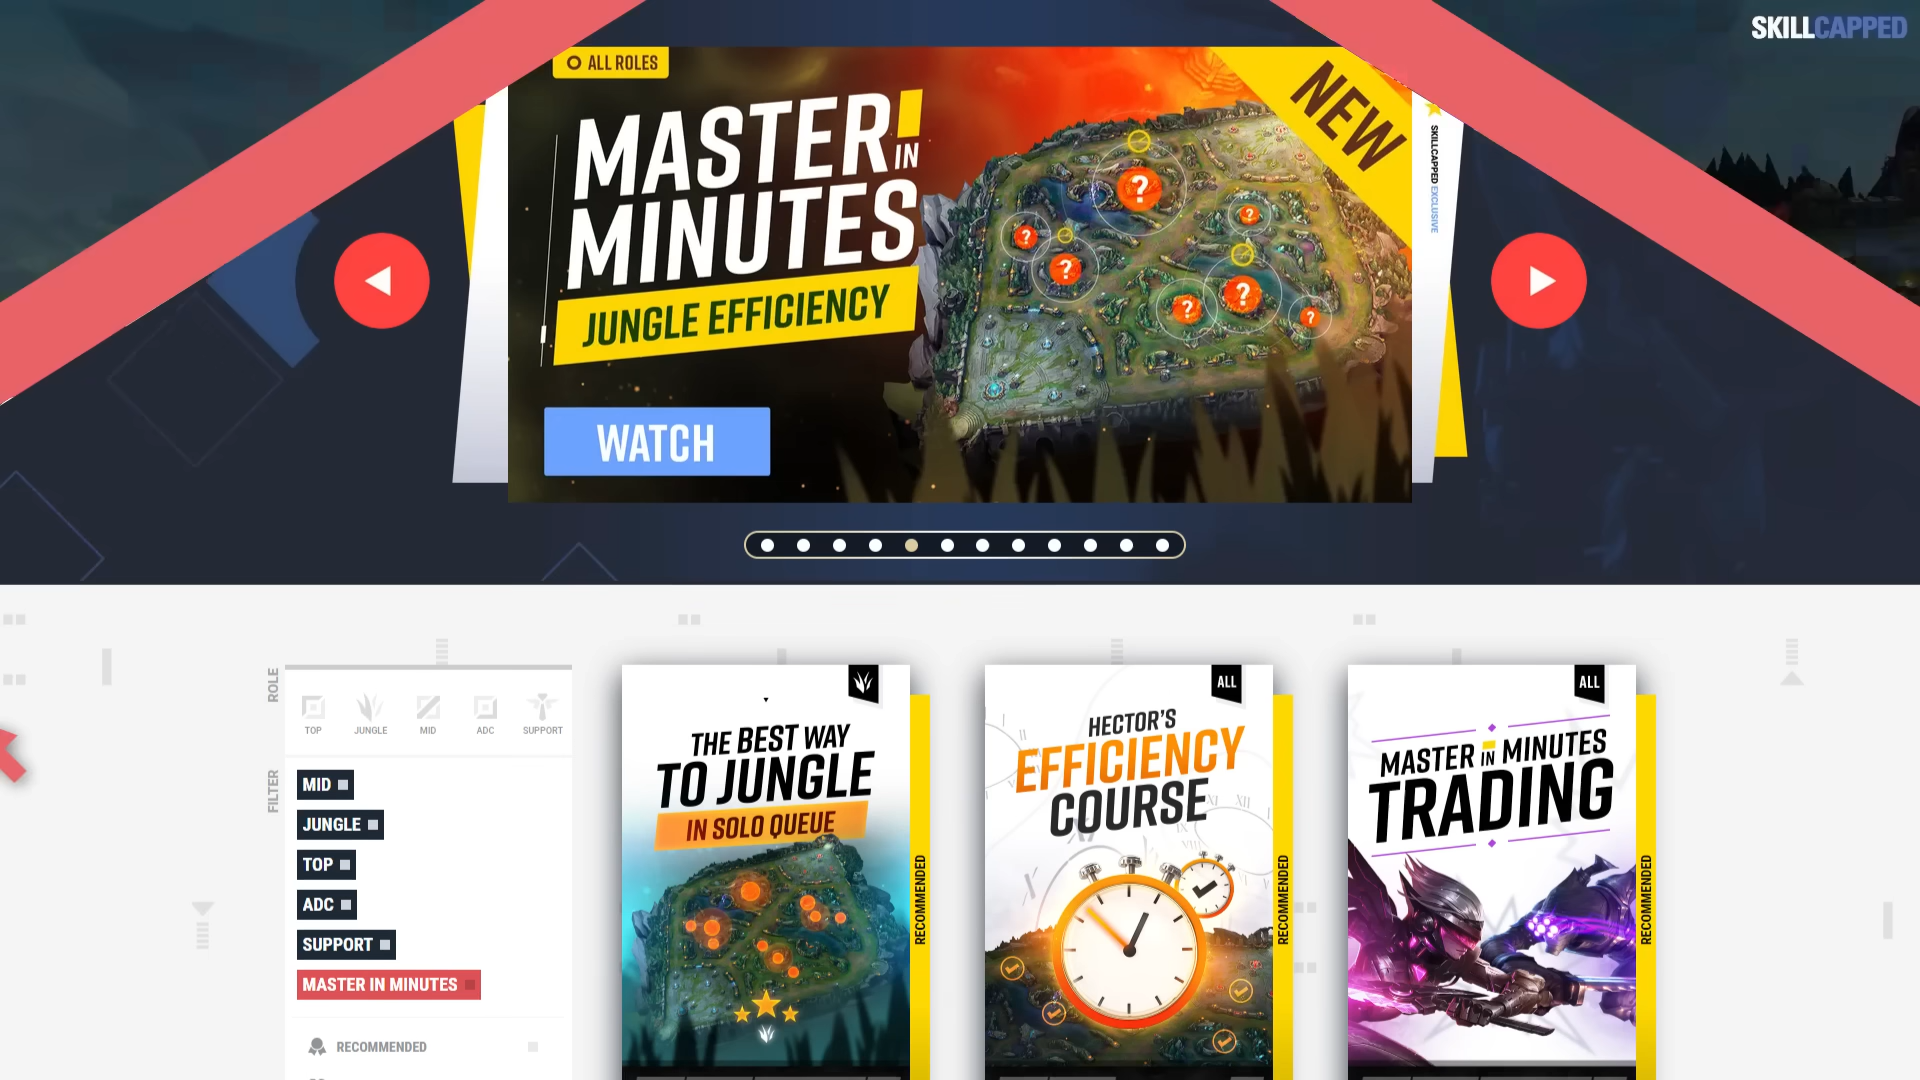 SKILLCAPPED
ALL ROLES
NEW
MASTER IN
MINUTES
JUNGLE EFFICIENCY
SKILLCAPPED EXCLUSIVE
WATCH
ROLE
TOP
JUNGLE
MID
ADC
SUPPORT
FILTER
MID
JUNGLE
TOP
ADC
SUPPORT
MASTER IN MINUTES
RECOMMENDED
THE BEST WAY
TO JUNGLE
IN SOLO QUEUE
RECOMMENDED
ALL
HECTOR'S
EFFICIENCY
COURSE
RECOMMENDED
ALL
MASTER IN MINUTES
TRADING
RECOMMENDED